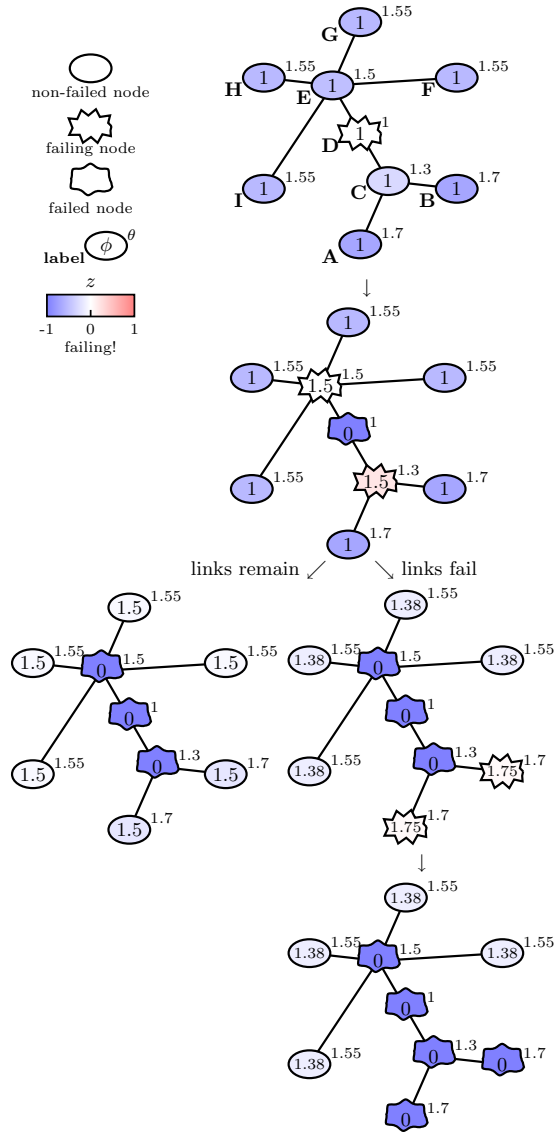 non-failed node
failing node
failed node
label ϕ θ
z
-1 0 1
failing!
G 1 1.55
H 1 1.55
E 1 1.5
F 1 1.55
D 1 1
I 1 1.55
C 1 1.3
B 1 1.7
A 1 1.7
↓
1 1.55
1 1.55
1.5 1.5
1 1.55
0 1
1 1.55
1.5 1.3
1 1.7
1 1.7
links remain
links fail
1.5 1.55
1.5 1.55
0 1.5
1.5 1.55
0 1
1.5 1.55
0 1.3
1.5 1.7
1.5 1.7
1.38 1.55
1.38 1.55
0 1.5
1.38 1.55
0 1
1.38 1.55
0 1.3
1.75 1.7
1.75 1.7
↓
1.38 1.55
1.38 1.55
0 1.5
1.38 1.55
0 1
1.38 1.55
0 1.3
0 1.7
0 1.7